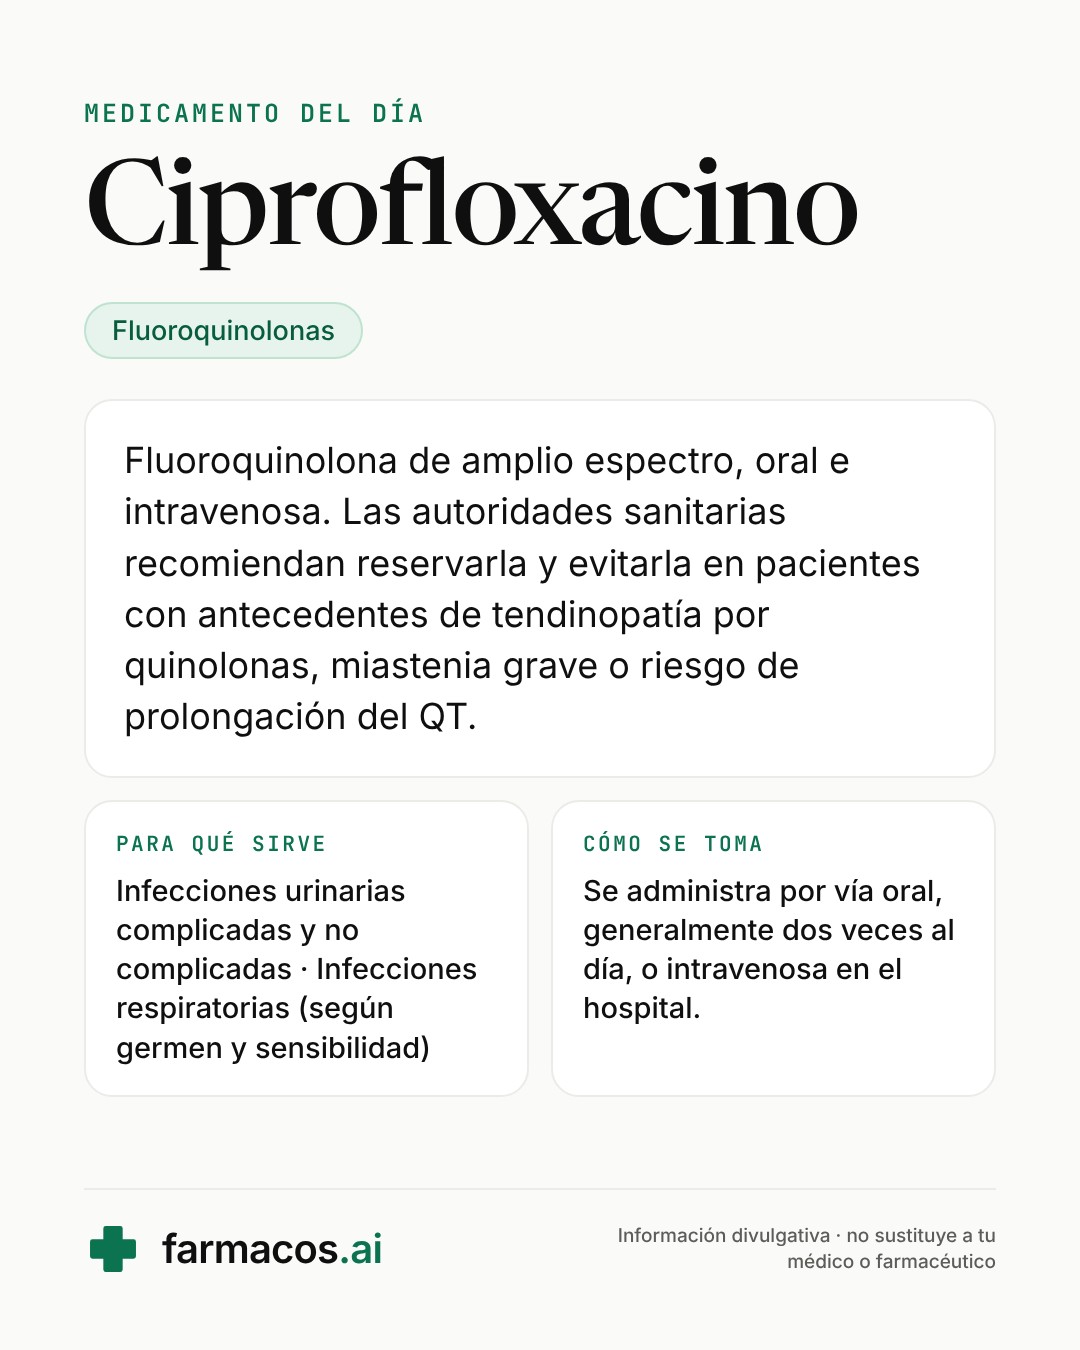 MEDICAMENTO DEL DÍA
Ciprofloxacino
Fluoroquinolonas
Fluoroquinolona de amplio espectro, oral e
intravenosa. Las autoridades sanitarias
recomiendan reservarla y evitarla en pacientes
con antecedentes de tendinopatía por
quinolonas, miastenia grave o riesgo de
prolongación del QT.
PARA QUÉ SIRVE
Infecciones urinarias
complicadas y no
complicadas · Infecciones
respiratorias (según
germen y sensibilidad)
CÓMO SE TOMA
Se administra por vía oral,
generalmente dos veces al
día, o intravenosa en el
hospital.
farmacos.ai
Información divulgativa · no sustituye a tu
médico o farmacéutico